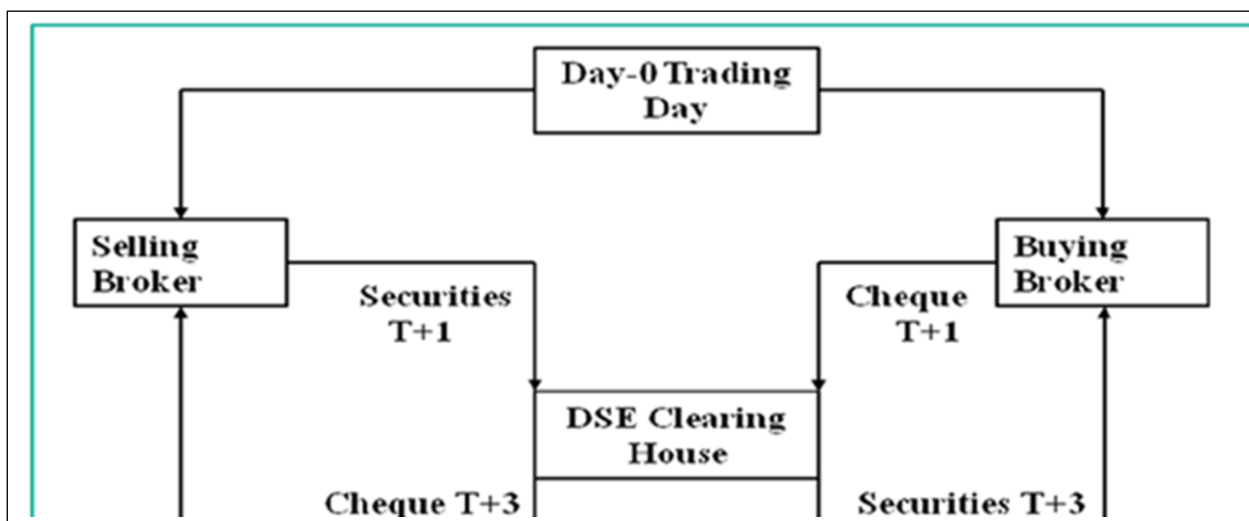 Day-0 Trading
Day
Selling
Broker
Buying
Broker
Securities
T+1
Cheque
T+1
DSE Clearing
House
Cheque T+3
Securities T+3